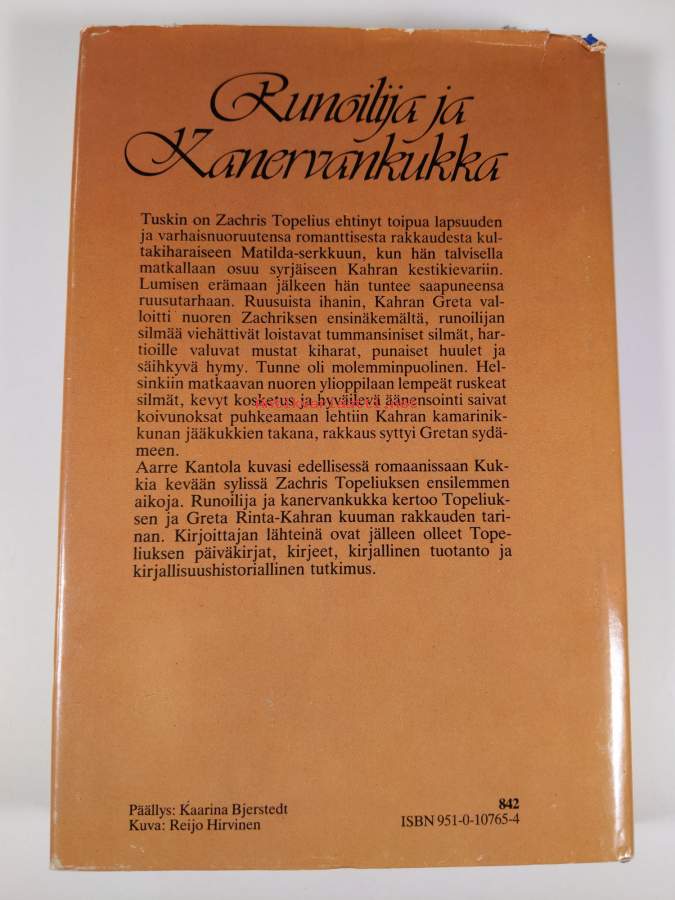 Runoilija ja
Kanervankukka
Tuskin on Zachris Topelius ehtinyt toipua lapsuuden
ja varhaisnuoruutensa romanttisesta rakkaudesta kul-
takiharaiseen Matilda-serkkuun, kun hän talvisella
matkallaan osuu syrjäiseen Kahran kestikievariin.
Lumisen erämaan jälkeen hän tuntee saapuneensa
ruusutarhaan. Ruusuista ihanin, Kahran Greta val-
loitti nuoren Zachriksen ensinäkemältä, runoilijan
silmää viehättivät loistavat tummansiniset silmät, har-
tioille valuvat mustat kiharat, punaiset huulet ja
säihkyvä hymy. Tunne oli molemminpuolinen. Hel-
sinkiin matkaavan nuoren ylioppilaan lempeät ruskeat
silmät, kevyt kosketus ja hyväilevä äänensointi saivat
koivunoksat puhkeamaan lehtiin Kahran kamarinik-
kunan jääkukkien takana, rakkaus syttyi Gretan sydä-
meen.
Aarre Kantola kuvasi edellisessä romaanissaan Kuk-
kia kevään sylissä Zachris Topeliuksen ensilemmen
aikoja. Runoilija ja kanervankukka kertoo Topeliuk-
sen ja Greta Rinta-Kahran kuuman rakkauden tari-
nan. Kirjoittajan lähteinä ovat jälleen olleet Tope-
liuksen päiväkirjat, kirjeet, kirjallinen tuotanto ja
kirjallisuushistoriallinen tutkimus.
Päällys: Kaarina Bjerstedt
Kuva: Reijo Hirvinen
842
ISBN 951-0-10765-4